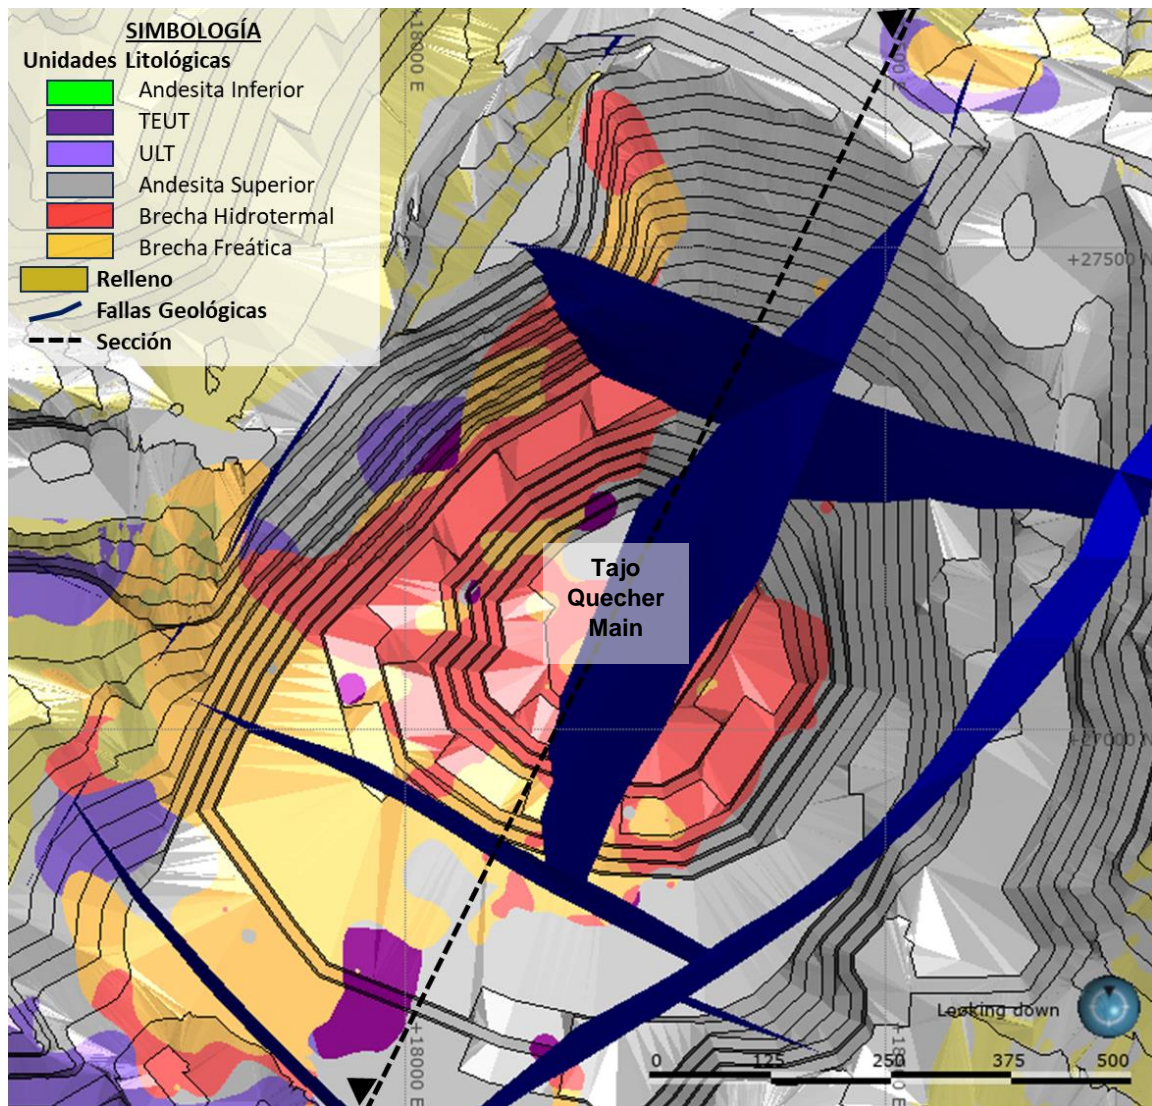 SIMBOLOGÍA
Unidades Litológicas
Andesita Inferior
TEUT
ULT
Andesita Superior
Brecha Hidrotermal
Brecha Freática
Relleno
Fallas Geológicas
Sección
+18000 E
+27500 N
Tajo
Quecher
Main
+27000 N
Looking down
0 125 250 375 500
+18000 E